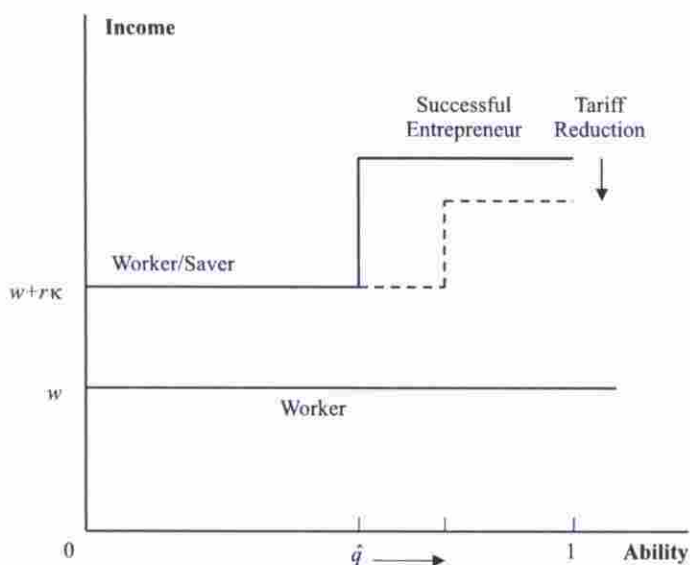 Income
Successful
Entrepreneur
Tariff
Reduction
Worker/Saver
w+rκ
w
Worker
0
q̂
1
Ability